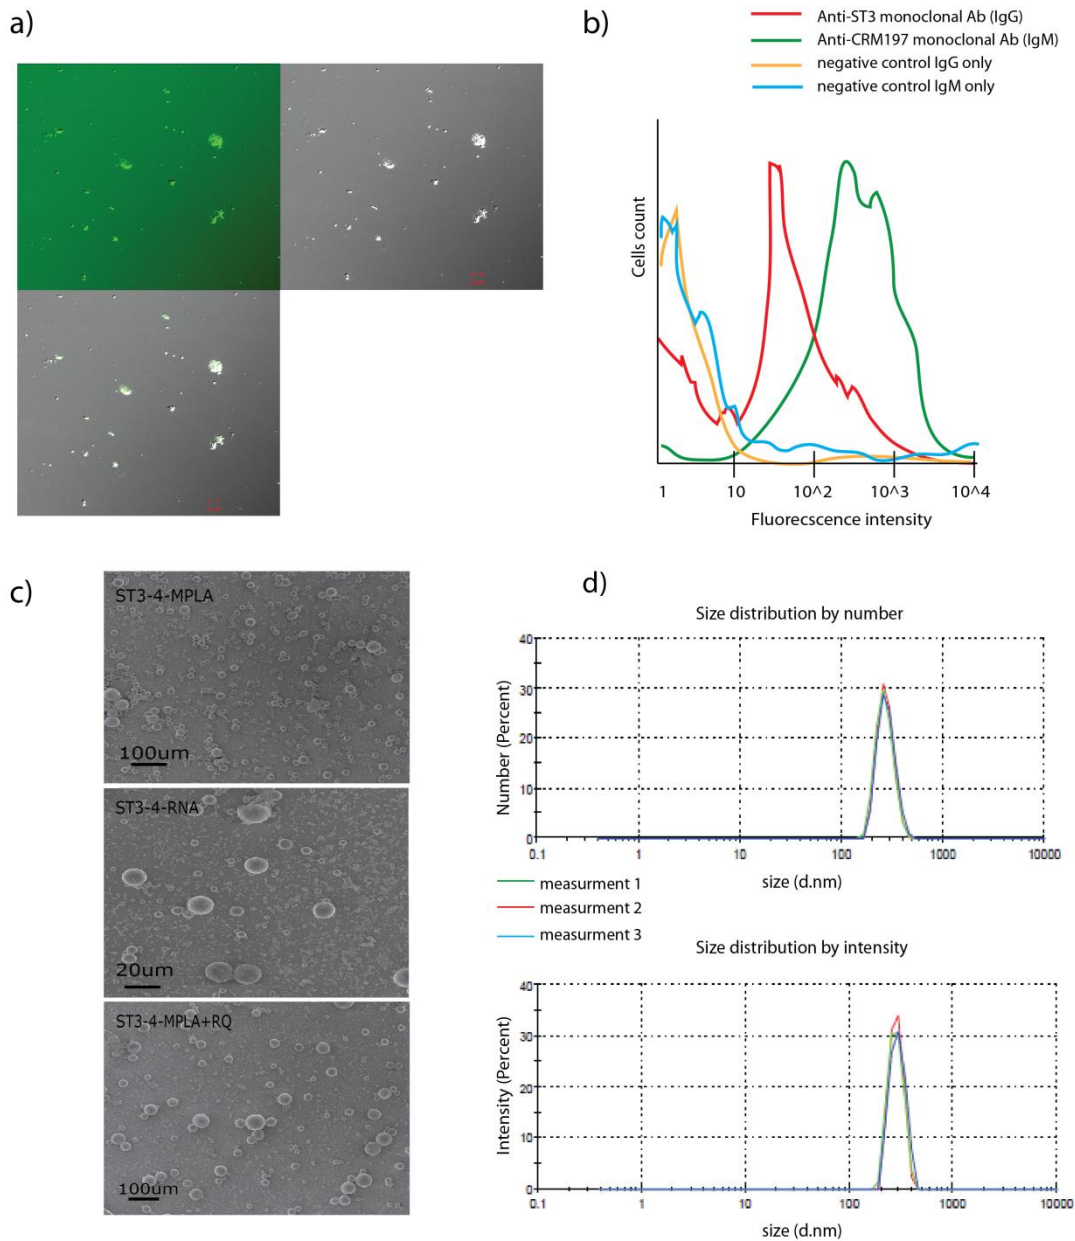 a)
b)
Anti-ST3 monoclonal Ab (IgG)
Anti-CRM197 monoclonal Ab (IgM)
negative control IgG only
negative control IgM only
Cells count
1 10 10^2 10^3 10^4
Fluorecscence intensity
c)
ST3-4-MPLA
100um
ST3-4-RNA
20um
ST3-4-MPLA+RQ
100um
d)
Size distribution by number
Number (Percent)
40
30
20
10
0
0.1 1 10 100 1000 10000
size (d.nm)
measurment 1
measurment 2
measurment 3
Size distribution by intensity
Intensity (Percent)
40
30
20
10
0
0.1 1 10 100 1000 10000
size (d.nm)